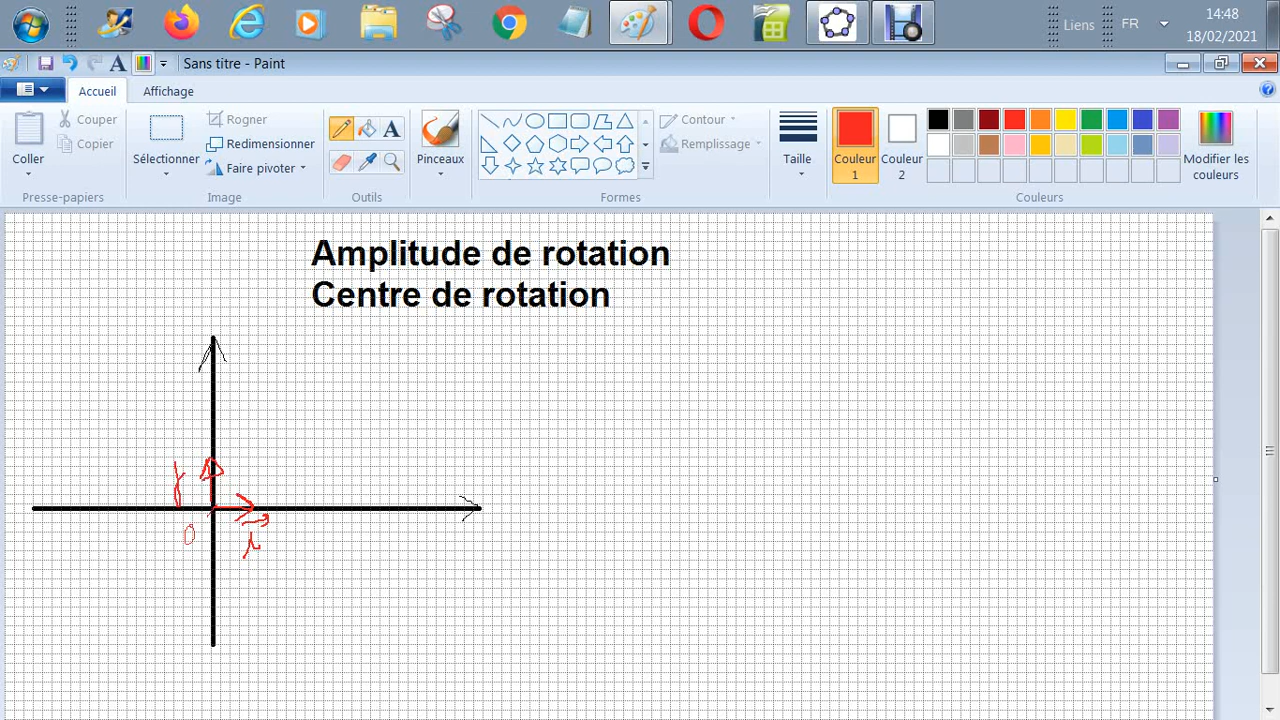 Liens FR 14:48
18/02/2021
Sans titre - Paint
Accueil Affichage
Couper
Copier
Coller
Presse-papiers
Sélectionner
Rogner
Redimensionner
Faire pivoter
Image
A
Outils
Pinceaux
Contour
Remplissage
Formes
Taille
Couleur
1
Couleur
2
Modifier les
couleurs
Couleurs
Amplitude de rotation
Centre de rotation
O